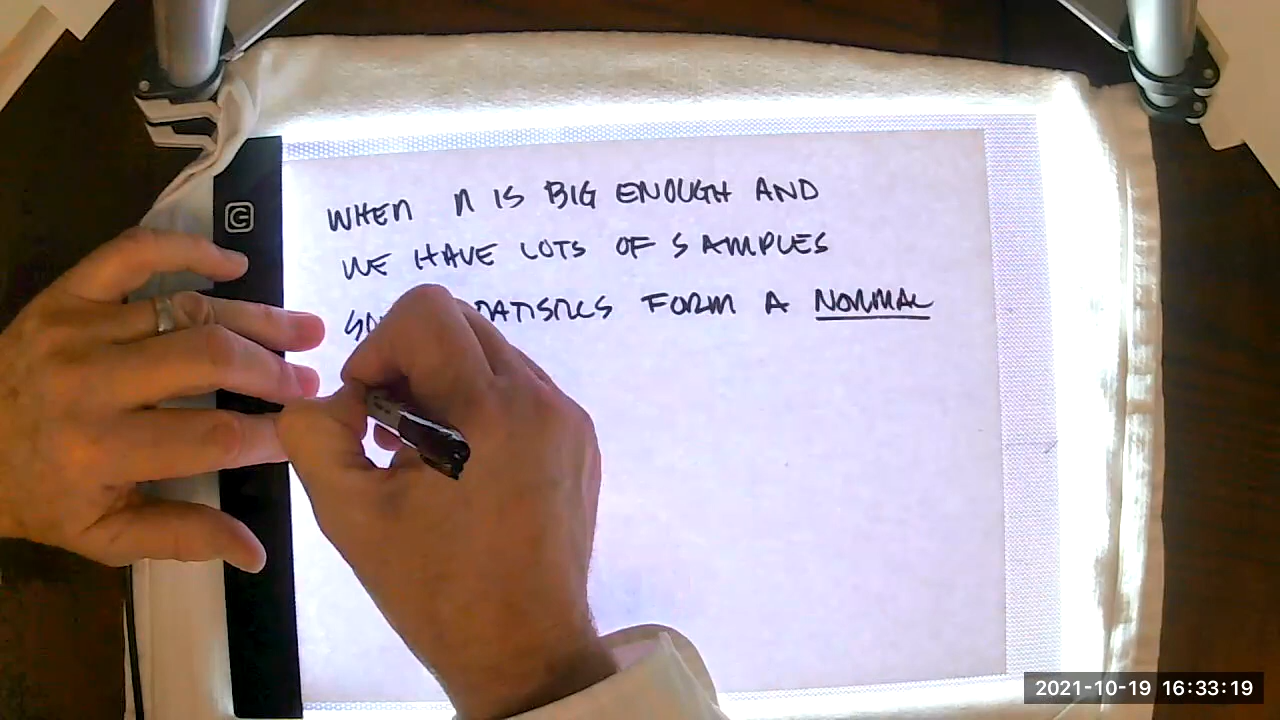 WHEN n IS BIG ENOUGH AND
WE HAVE LOTS OF SAMPLES
FORM A NORMAL
2021-10-19 16:33:19